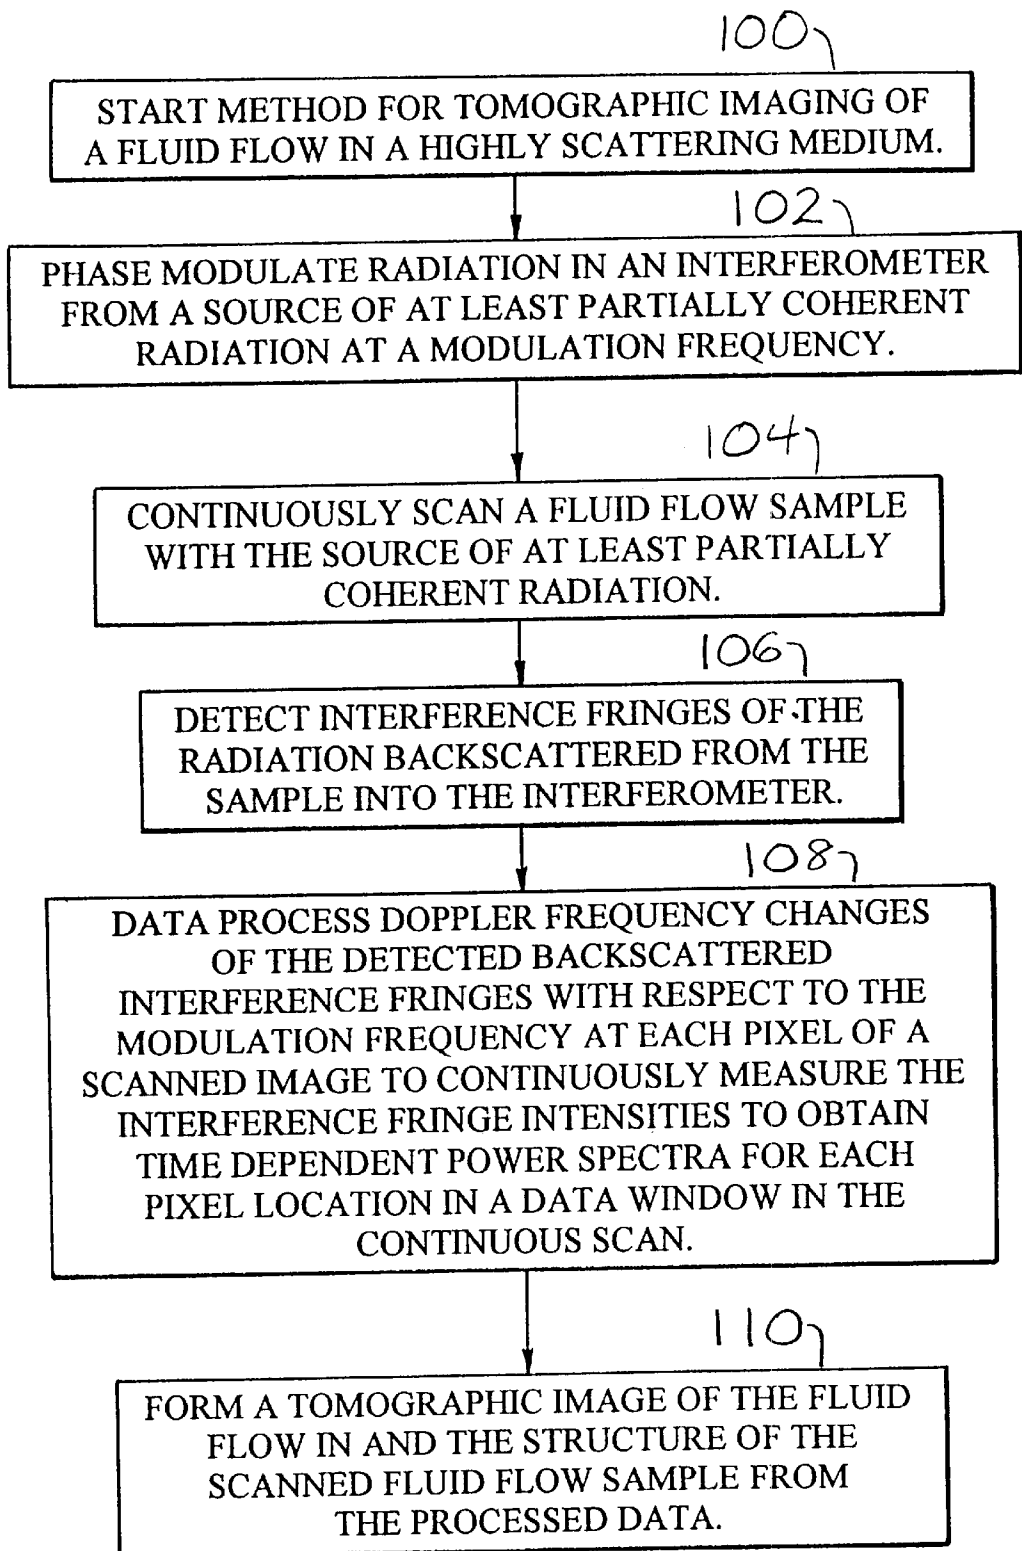 100
START METHOD FOR TOMOGRAPHIC IMAGING OF
A FLUID FLOW IN A HIGHLY SCATTERING MEDIUM.
102
PHASE MODULATE RADIATION IN AN INTERFEROMETER
FROM A SOURCE OF AT LEAST PARTIALLY COHERENT
RADIATION AT A MODULATION FREQUENCY.
104
CONTINUOUSLY SCAN A FLUID FLOW SAMPLE
WITH THE SOURCE OF AT LEAST PARTIALLY
COHERENT RADIATION.
106
DETECT INTERFERENCE FRINGES OF THE
RADIATION BACKSCATTERED FROM THE
SAMPLE INTO THE INTERFEROMETER.
108
DATA PROCESS DOPPLER FREQUENCY CHANGES
OF THE DETECTED BACKSCATTERED
INTERFERENCE FRINGES WITH RESPECT TO THE
MODULATION FREQUENCY AT EACH PIXEL OF A
SCANNED IMAGE TO CONTINUOUSLY MEASURE THE
INTERFERENCE FRINGE INTENSITIES TO OBTAIN
TIME DEPENDENT POWER SPECTRA FOR EACH
PIXEL LOCATION IN A DATA WINDOW IN THE
CONTINUOUS SCAN.
110
FORM A TOMOGRAPHIC IMAGE OF THE FLUID
FLOW IN AND THE STRUCTURE OF THE
SCANNED FLUID FLOW SAMPLE FROM
THE PROCESSED DATA.